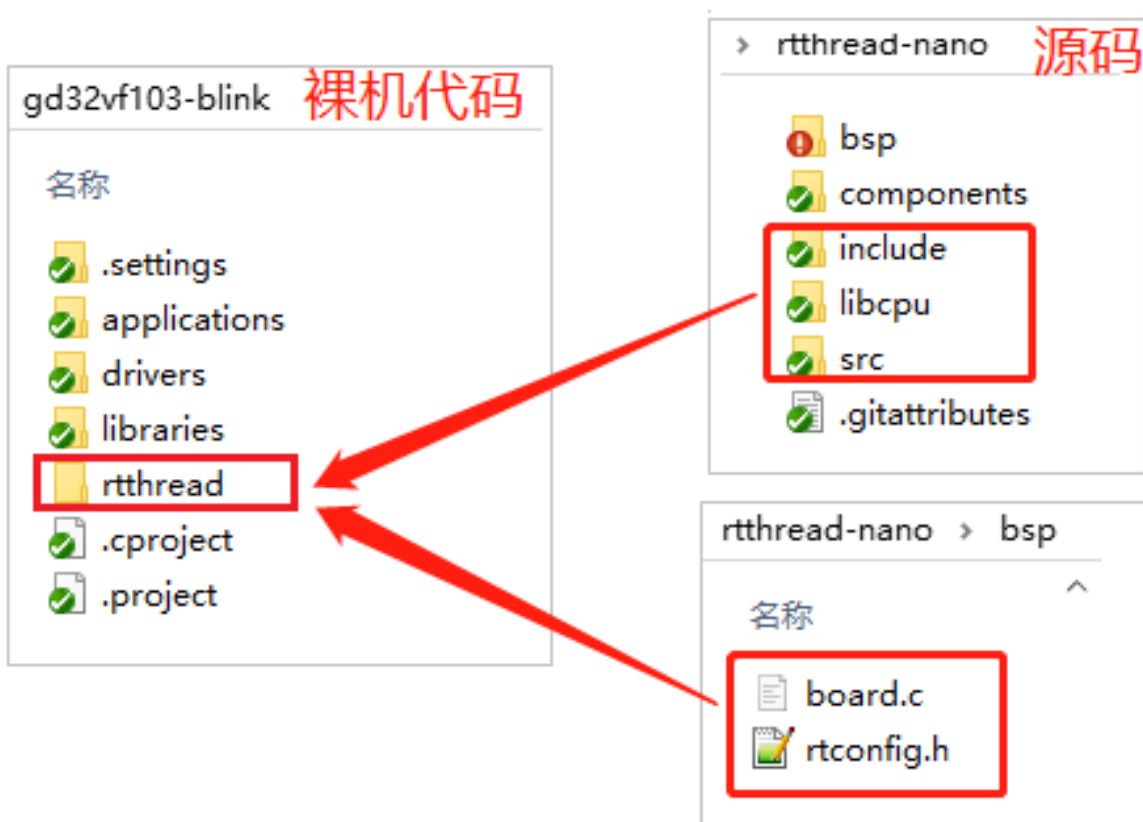 gd32vf103-blink 裸机代码
名称
.settings
applications
drivers
libraries
rtthread
.cproject
.project
rtthread-nano 源码
bsp
components
include
libcpu
src
.gitattributes
rtthread-nano > bsp
名称
board.c
rtconfig.h